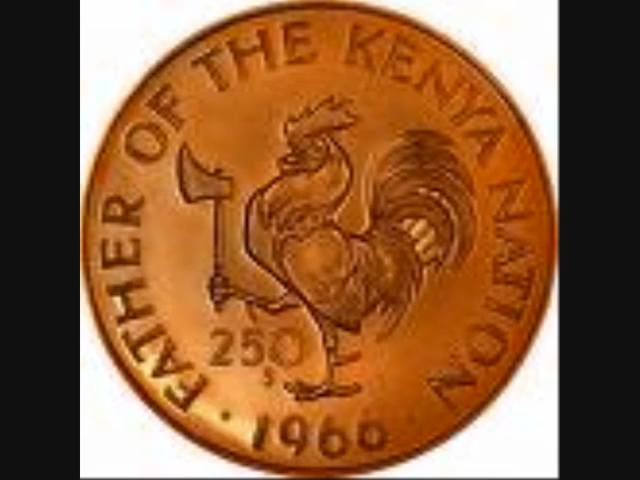 FATHER OF THE KENYA NATION
250
S
· 1966 ·